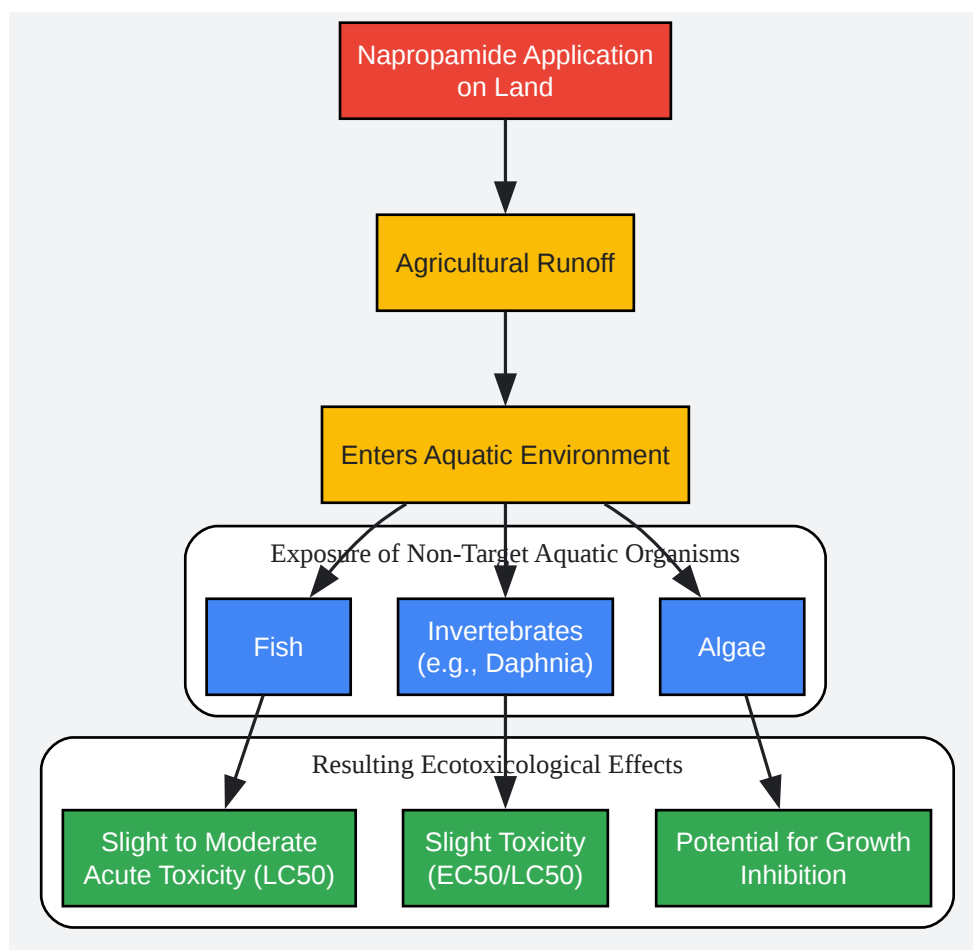 Napropamide Application
on Land
Agricultural Runoff
Enters Aquatic Environment
Exposure of Non-Target Aquatic Organisms
Fish
Invertebrates
(e.g., Daphnia)
Algae
Resulting Ecotoxicological Effects
Slight to Moderate
Acute Toxicity (LC50)
Slight Toxicity
(EC50/LC50)
Potential for Growth
Inhibition